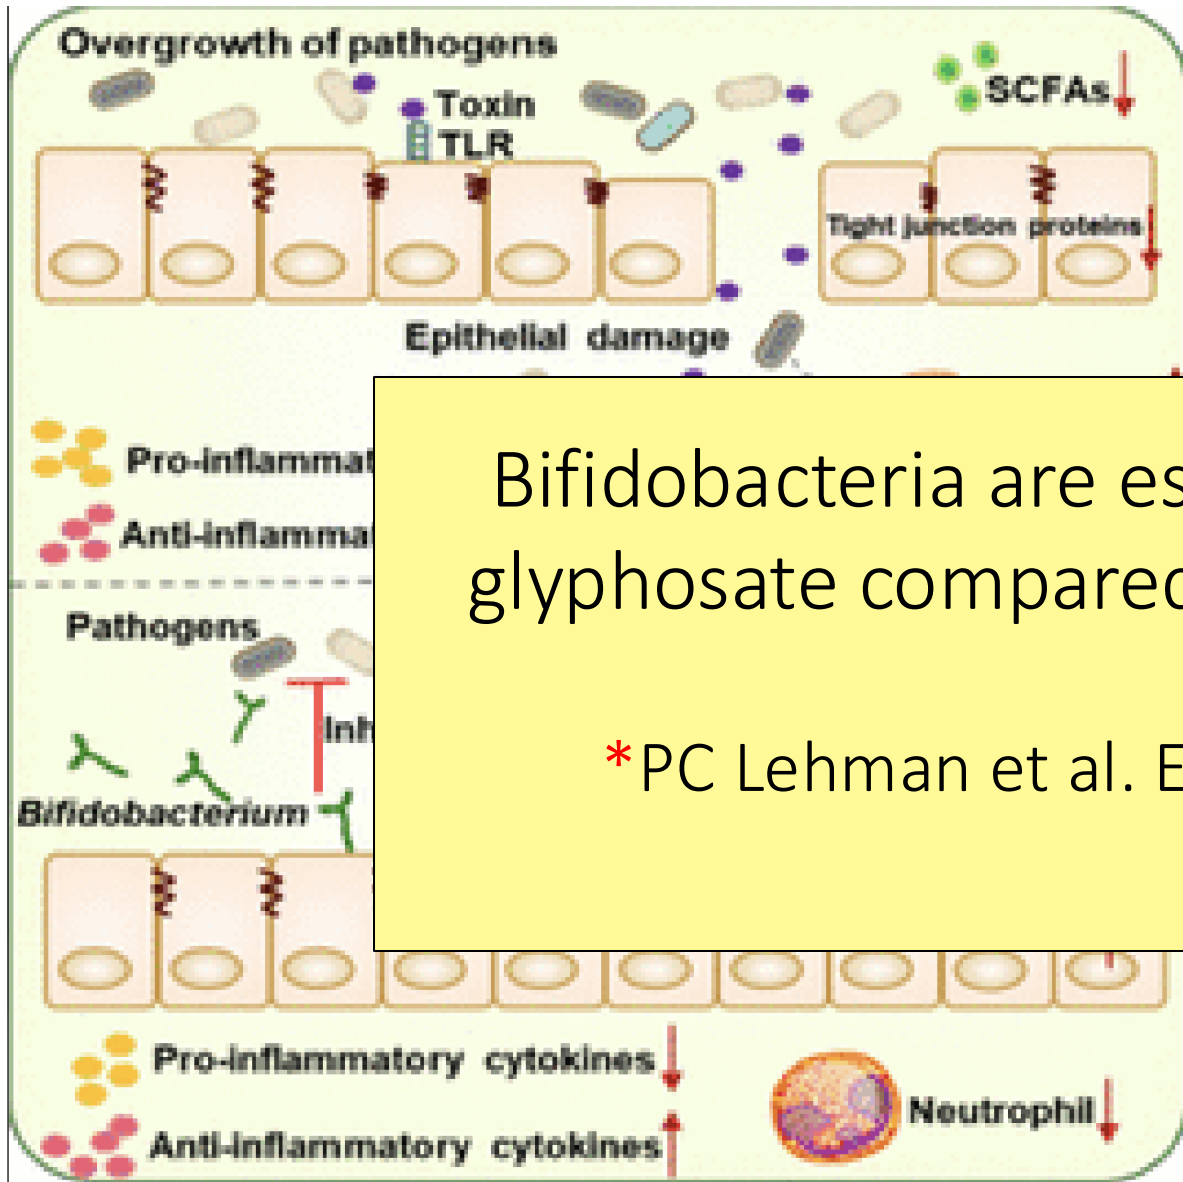 Overgrowth of pathogens
SCFAs
Toxin
TLR
Tight junction proteins
Epithelial damage
Pro-inflammat
Anti-inflamma
Bifidobacteria are es
glyphosate compared
*PC Lehman et al. E
Pathogens
Inh
Bifidobacterium
Pro-inflammatory cytokines
Neutrophil
Anti-inflammatory cytokines